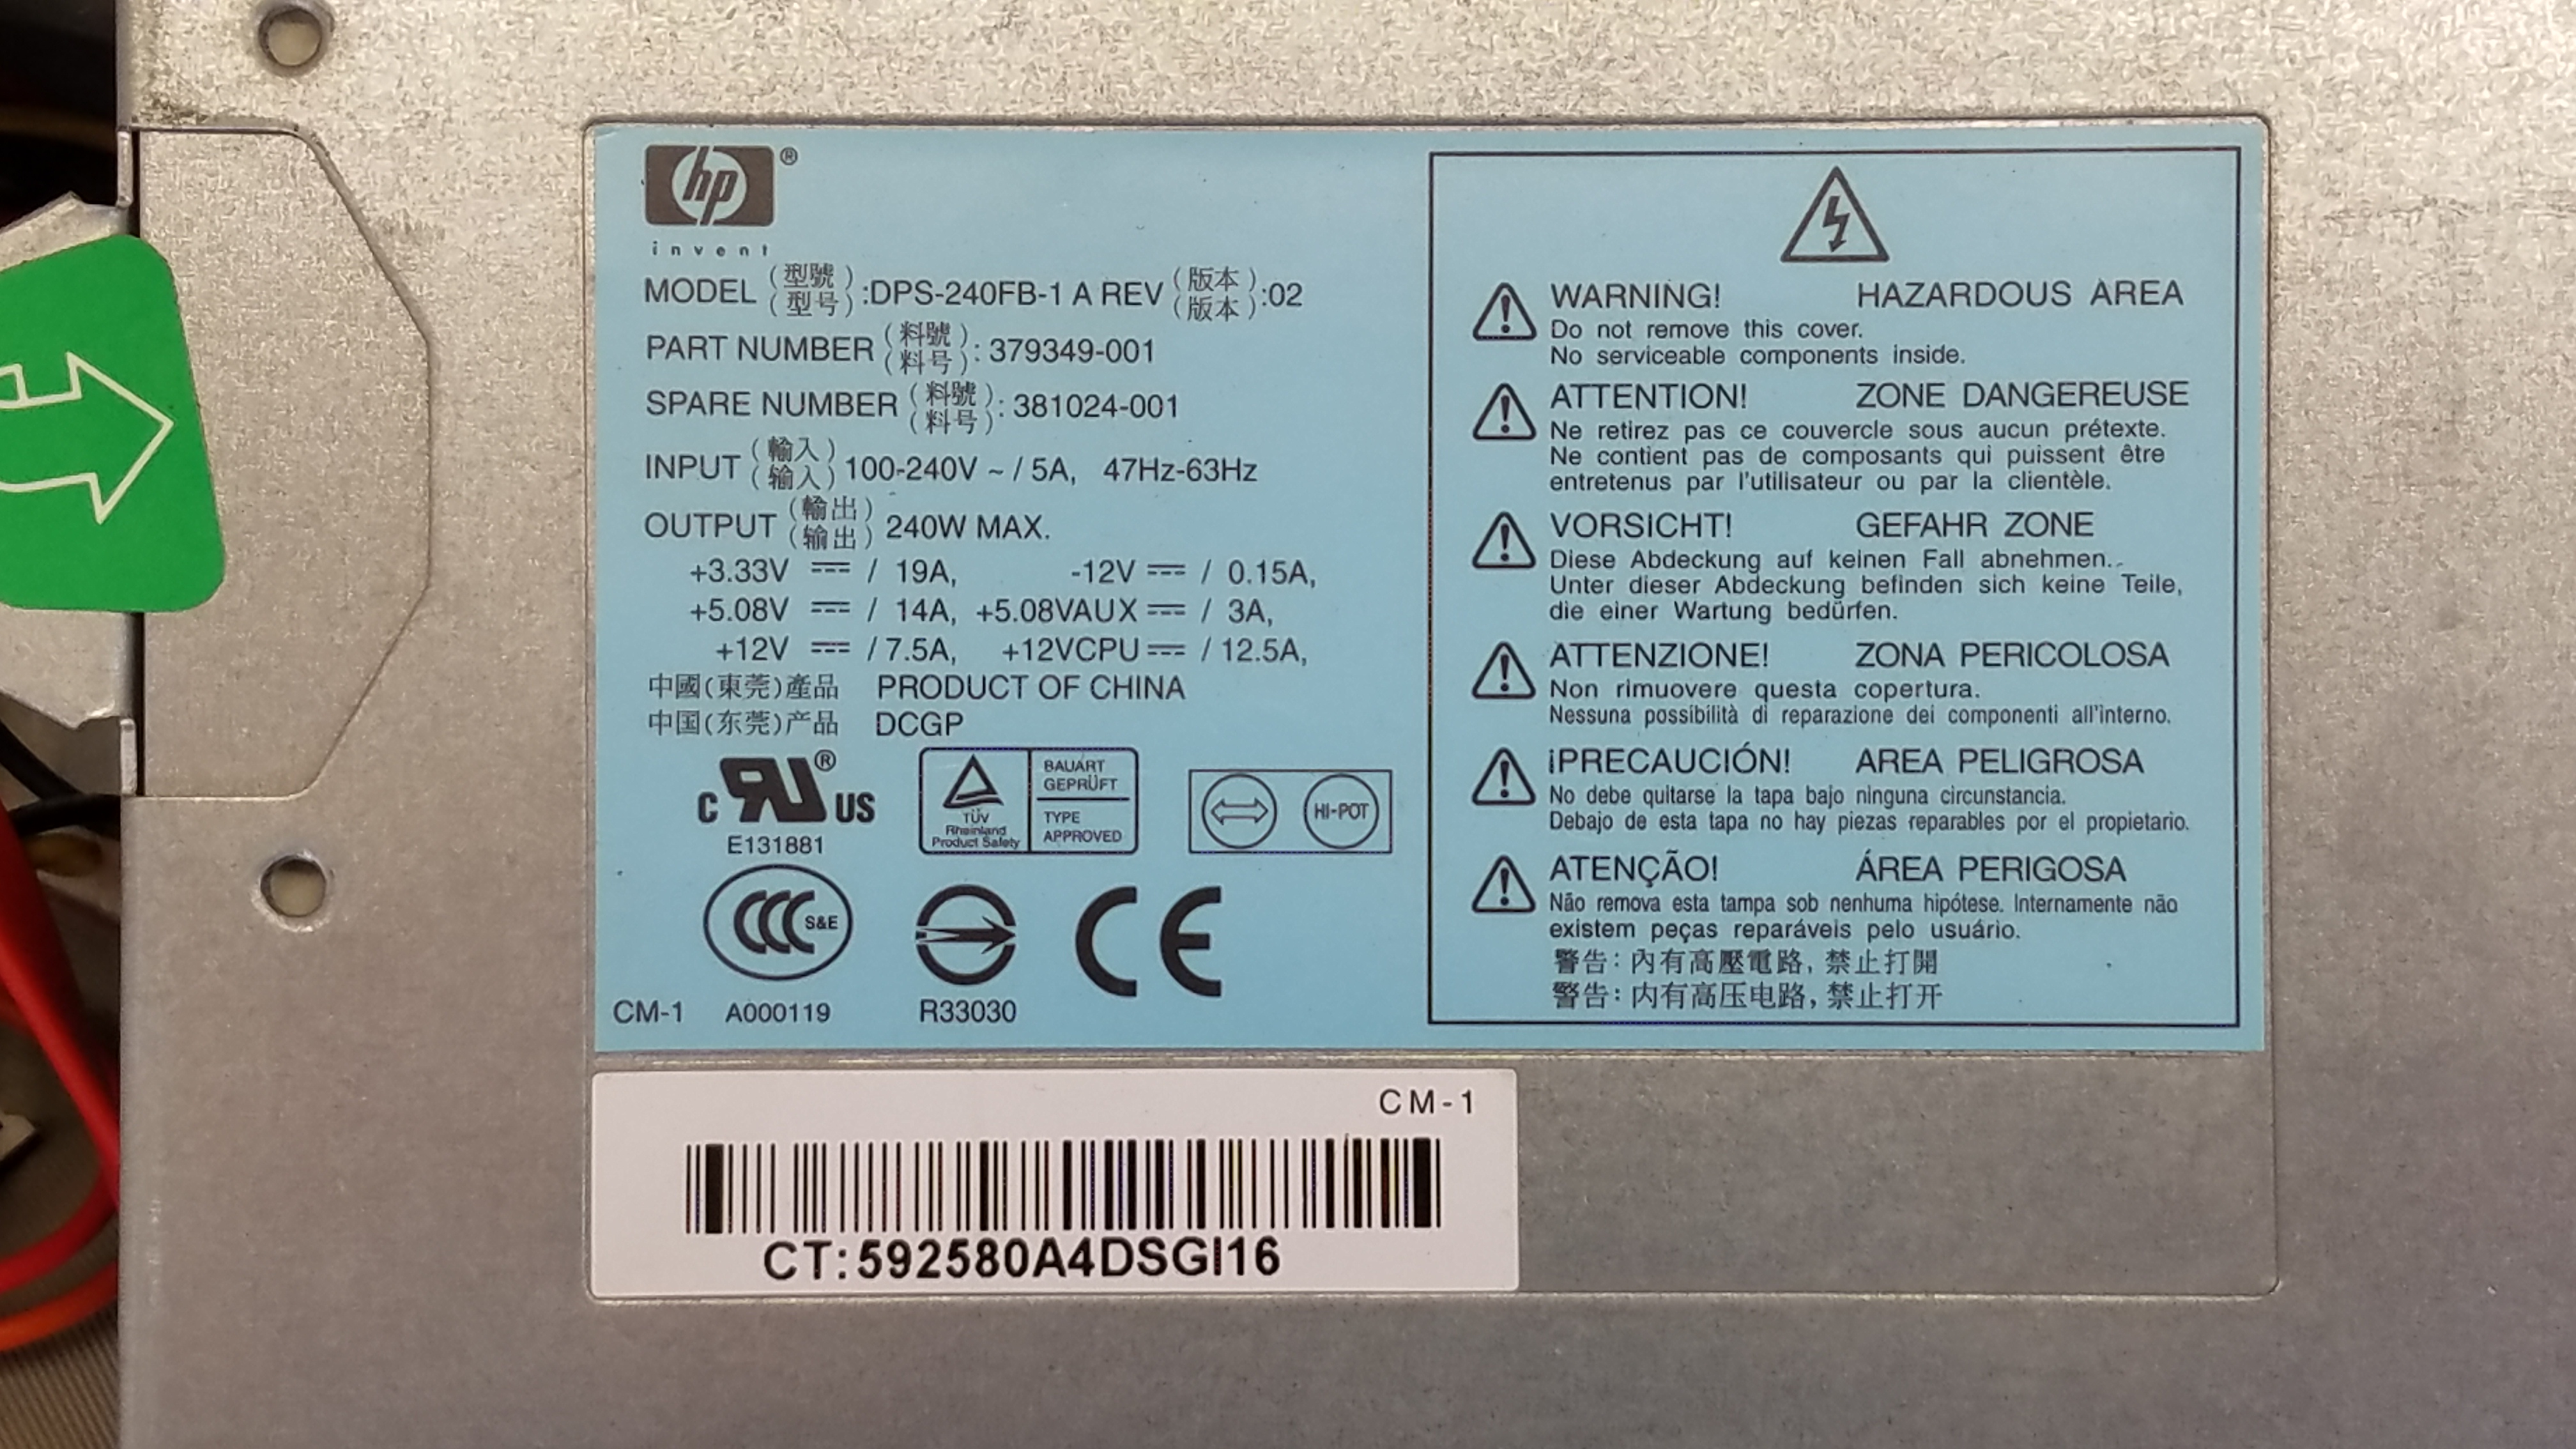 hp ®
invent
MODEL (型號) (型号) :DPS-240FB-1 A REV (版本) (版本) :02
PART NUMBER (料號) (料号) : 379349-001
SPARE NUMBER (料號) (料号) : 381024-001
INPUT (輸入) (输入) 100-240V ~ / 5A, 47Hz-63Hz
OUTPUT (輸出) (输出) 240W MAX.
+3.33V ⎓ / 19A, -12V ⎓ / 0.15A,
+5.08V ⎓ / 14A, +5.08VAUX ⎓ / 3A,
+12V ⎓ / 7.5A, +12VCPU ⎓ / 12.5A,
中國(東莞)產品 PRODUCT OF CHINA
中国(东莞)产品 DCGP
C RU US ®
E131881
TÜV
Rheinland
Product Safety
BAUART
GEPRÜFT
TYPE
APPROVED
HI-POT
CCC S&E
CE
CM-1 A000119 R33030
WARNING! HAZARDOUS AREA
Do not remove this cover.
No serviceable components inside.
ATTENTION! ZONE DANGEREUSE
Ne retirez pas ce couvercle sous aucun prétexte.
Ne contient pas de composants qui puissent être
entretenus par l'utilisateur ou par la clientèle.
VORSICHT! GEFAHR ZONE
Diese Abdeckung auf keinen Fall abnehmen.
Unter dieser Abdeckung befinden sich keine Teile,
die einer Wartung bedürfen.
ATTENZIONE! ZONA PERICOLOSA
Non rimuovere questa copertura.
Nessuna possibilità di reparazione dei componenti all'interno.
¡PRECAUCIÓN! AREA PELIGROSA
No debe quitarse la tapa bajo ninguna circunstancia.
Debajo de esta tapa no hay piezas reparables por el propietario.
ATENÇÃO! ÁREA PERIGOSA
Não remova esta tampa sob nenhuma hipótese. Internamente não
existem peças reparáveis pelo usuário.
警告: 內有高壓電路, 禁止打開
警告: 内有高压电路, 禁止打开
CM-1
CT:592580A4DSGI16